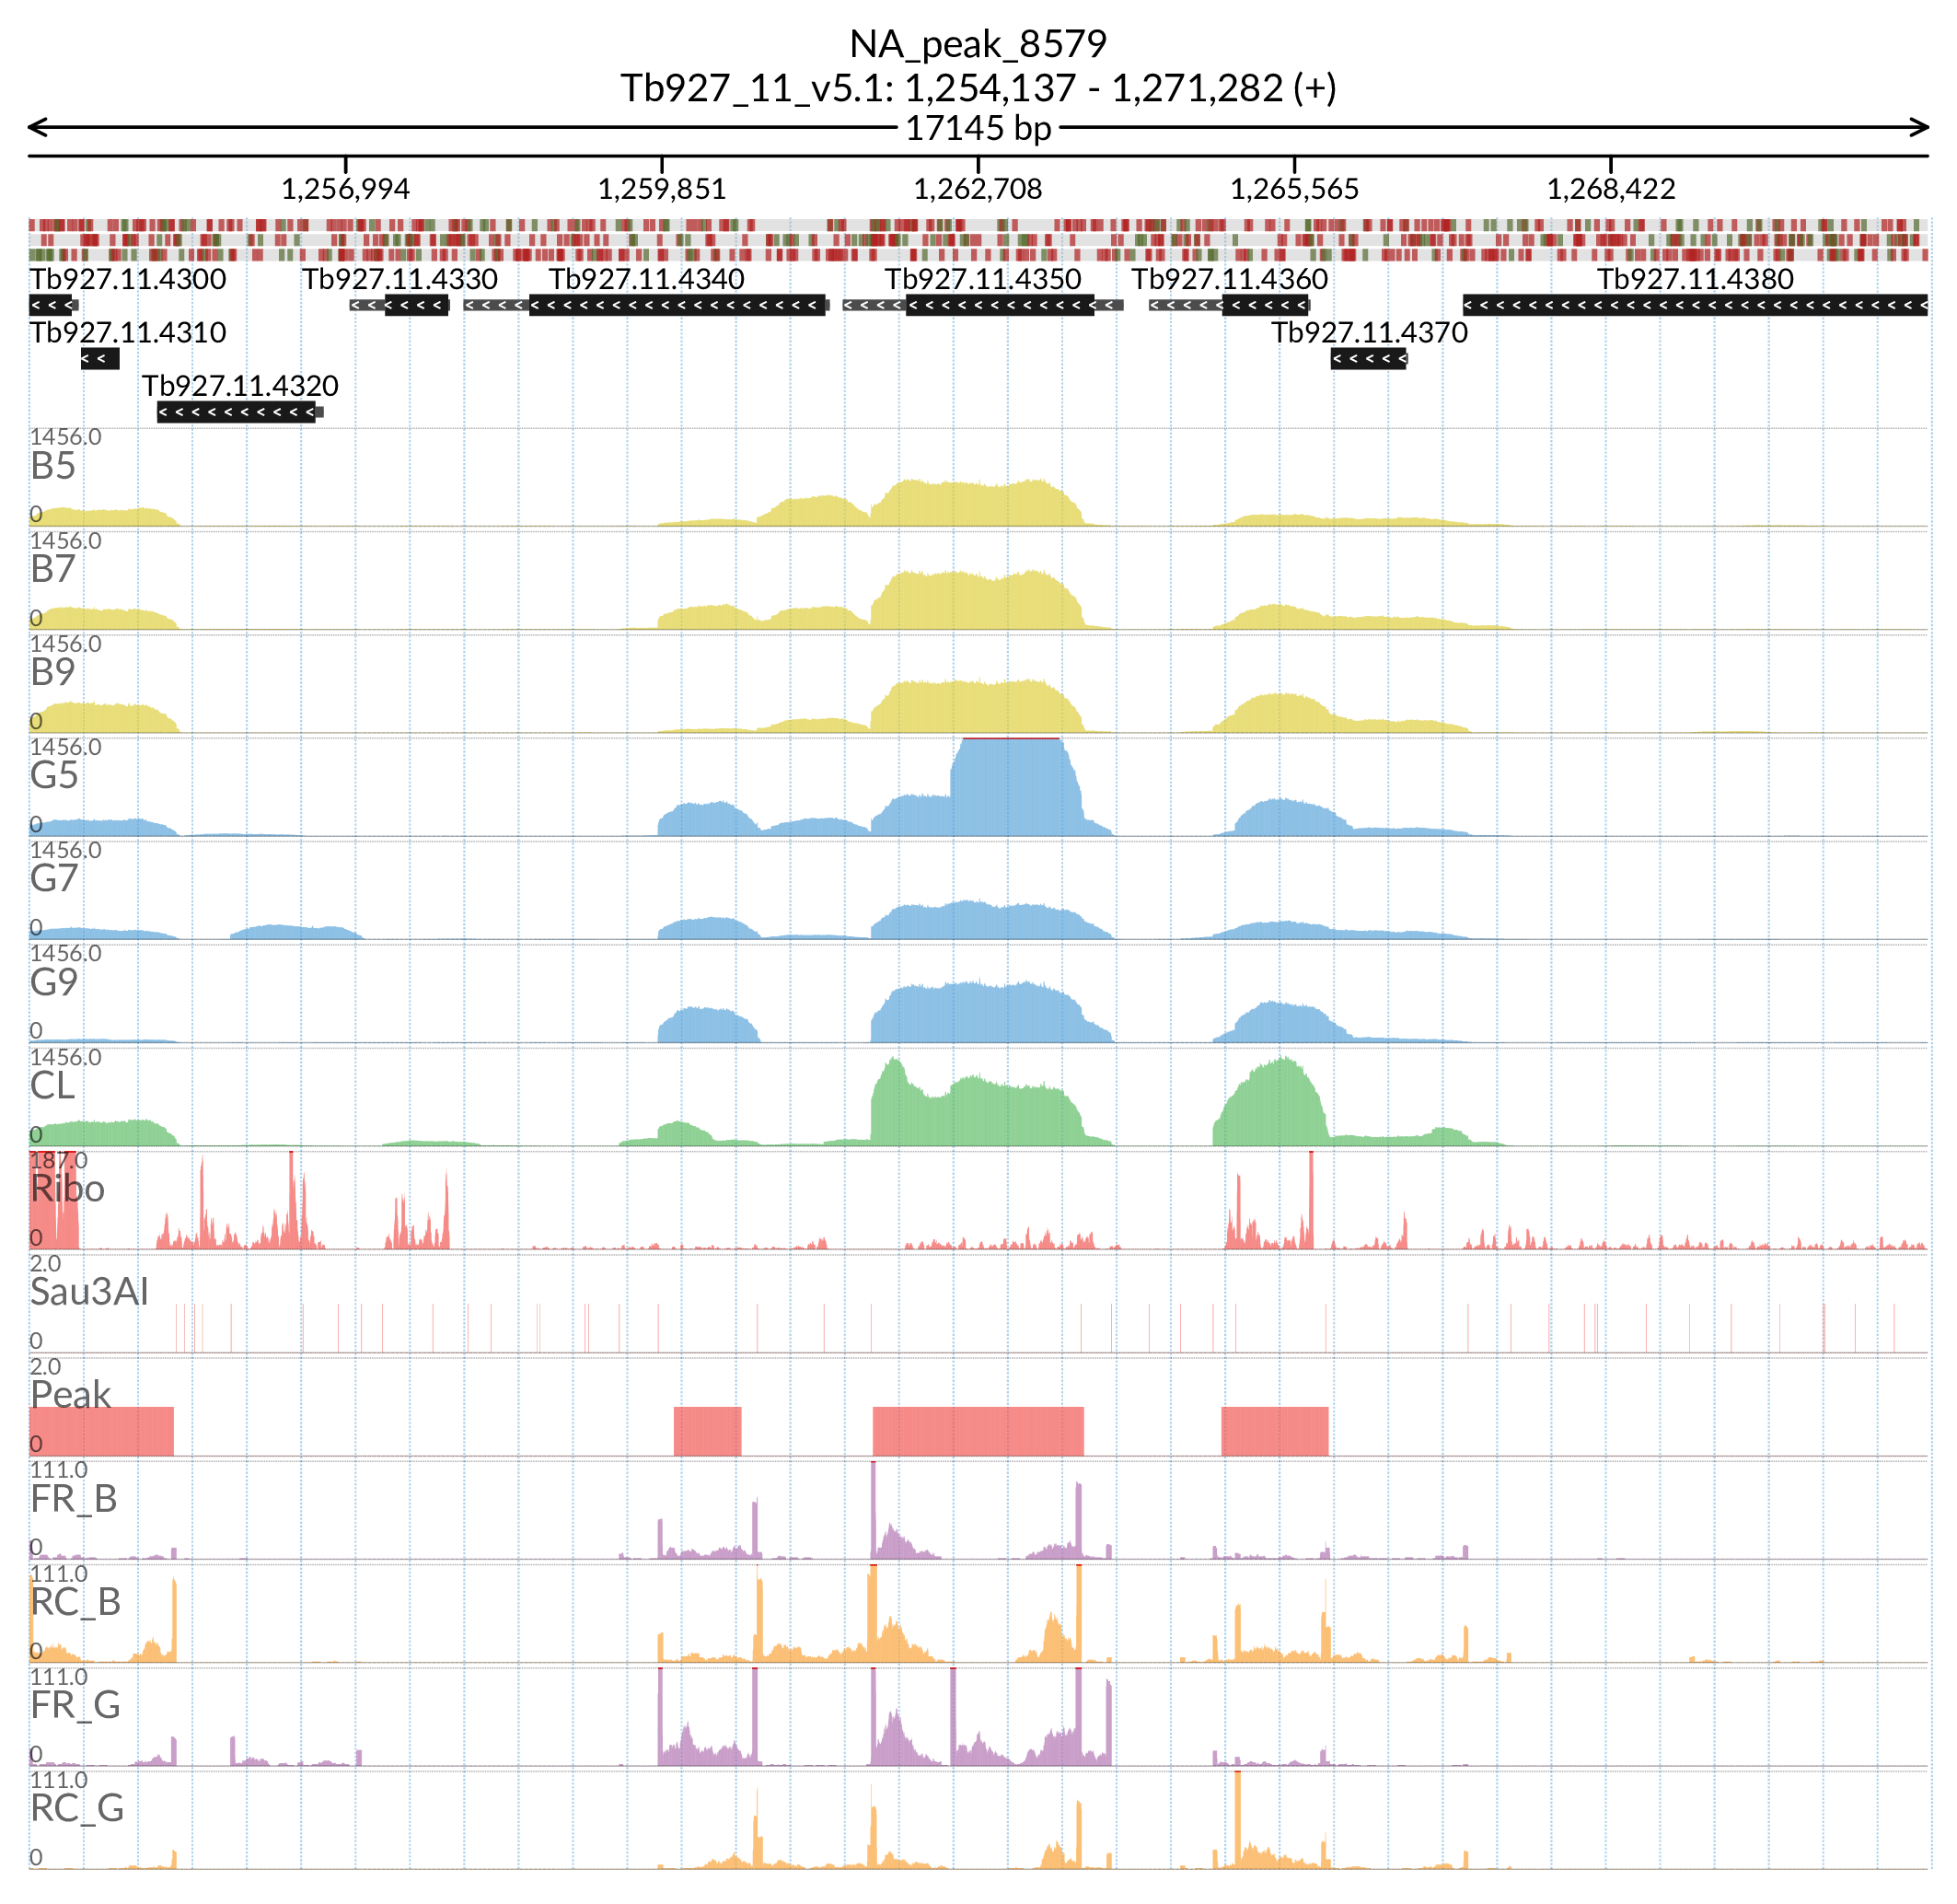 NA_peak_8579
Tb927_11_v5.1: 1,254,137 - 1,271,282 (+)
17145 bp
1,256,994 1,259,851 1,262,708 1,265,565 1,268,422
Tb927.11.4300 Tb927.11.4330 Tb927.11.4340 Tb927.11.4350 Tb927.11.4360 Tb927.11.4380
Tb927.11.4310 Tb927.11.4370
Tb927.11.4320
1456.0
B5
0
1456.0
B7
0
1456.0
B9
0
1456.0
G5
0
1456.0
G7
0
1456.0
G9
0
1456.0
CL
0
187.0
Ribo
0
2.0
Sau3AI
0
2.0
Peak
0
111.0
FR_B
0
111.0
RC_B
0
111.0
FR_G
0
111.0
RC_G
0